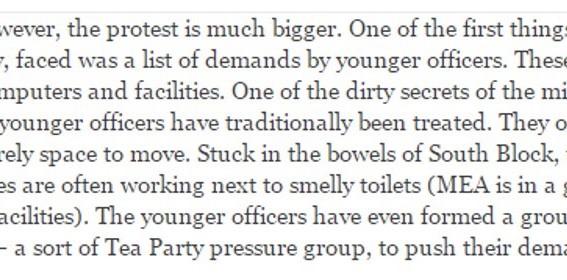 wever, the protest is much bigger. One of the first things
, faced was a list of demands by younger officers. These
mputers and facilities. One of the dirty secrets of the mi
younger officers have traditionally been treated. They o
rely space to move. Stuck in the bowels of South Block,
es are often working next to smelly toilets (MEA is in a g
acilities). The younger officers have even formed a grou
– a sort of Tea Party pressure group, to push their dema